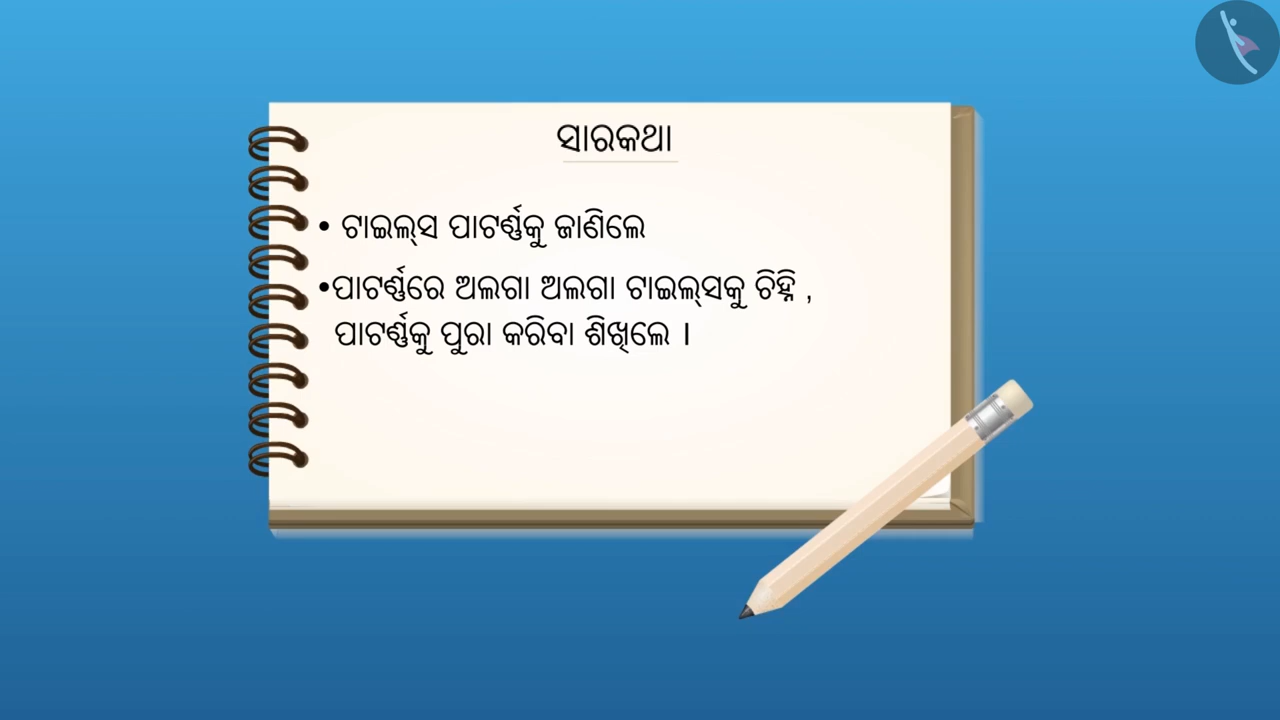 ସାରକଥା
• ଟାଇଲ୍‌ସ ପାଟର୍ଣ୍ଣକୁ ଜାଣିଲେ
•ପାଟର୍ଣ୍ଣରେ ଅଲଗା ଅଲଗା ଟାଇଲ୍‌ସକୁ ଚିହ୍ନି ,
ପାଟର୍ଣ୍ଣକୁ ପୁରା କରିବା ଶିଖିଲେ ।